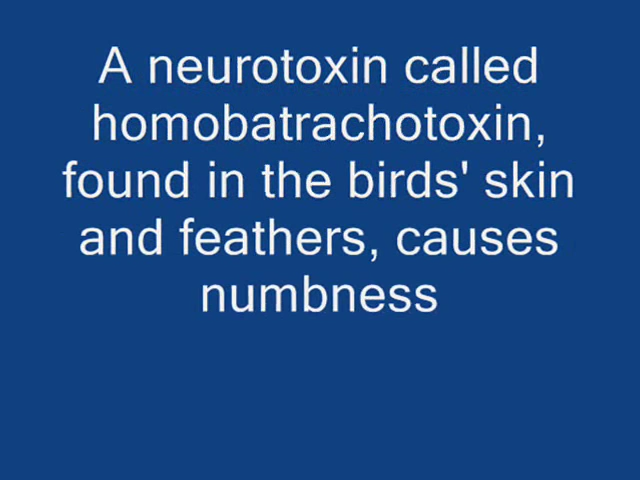 A neurotoxin called
homobatrachotoxin,
found in the birds' skin
and feathers, causes
numbness